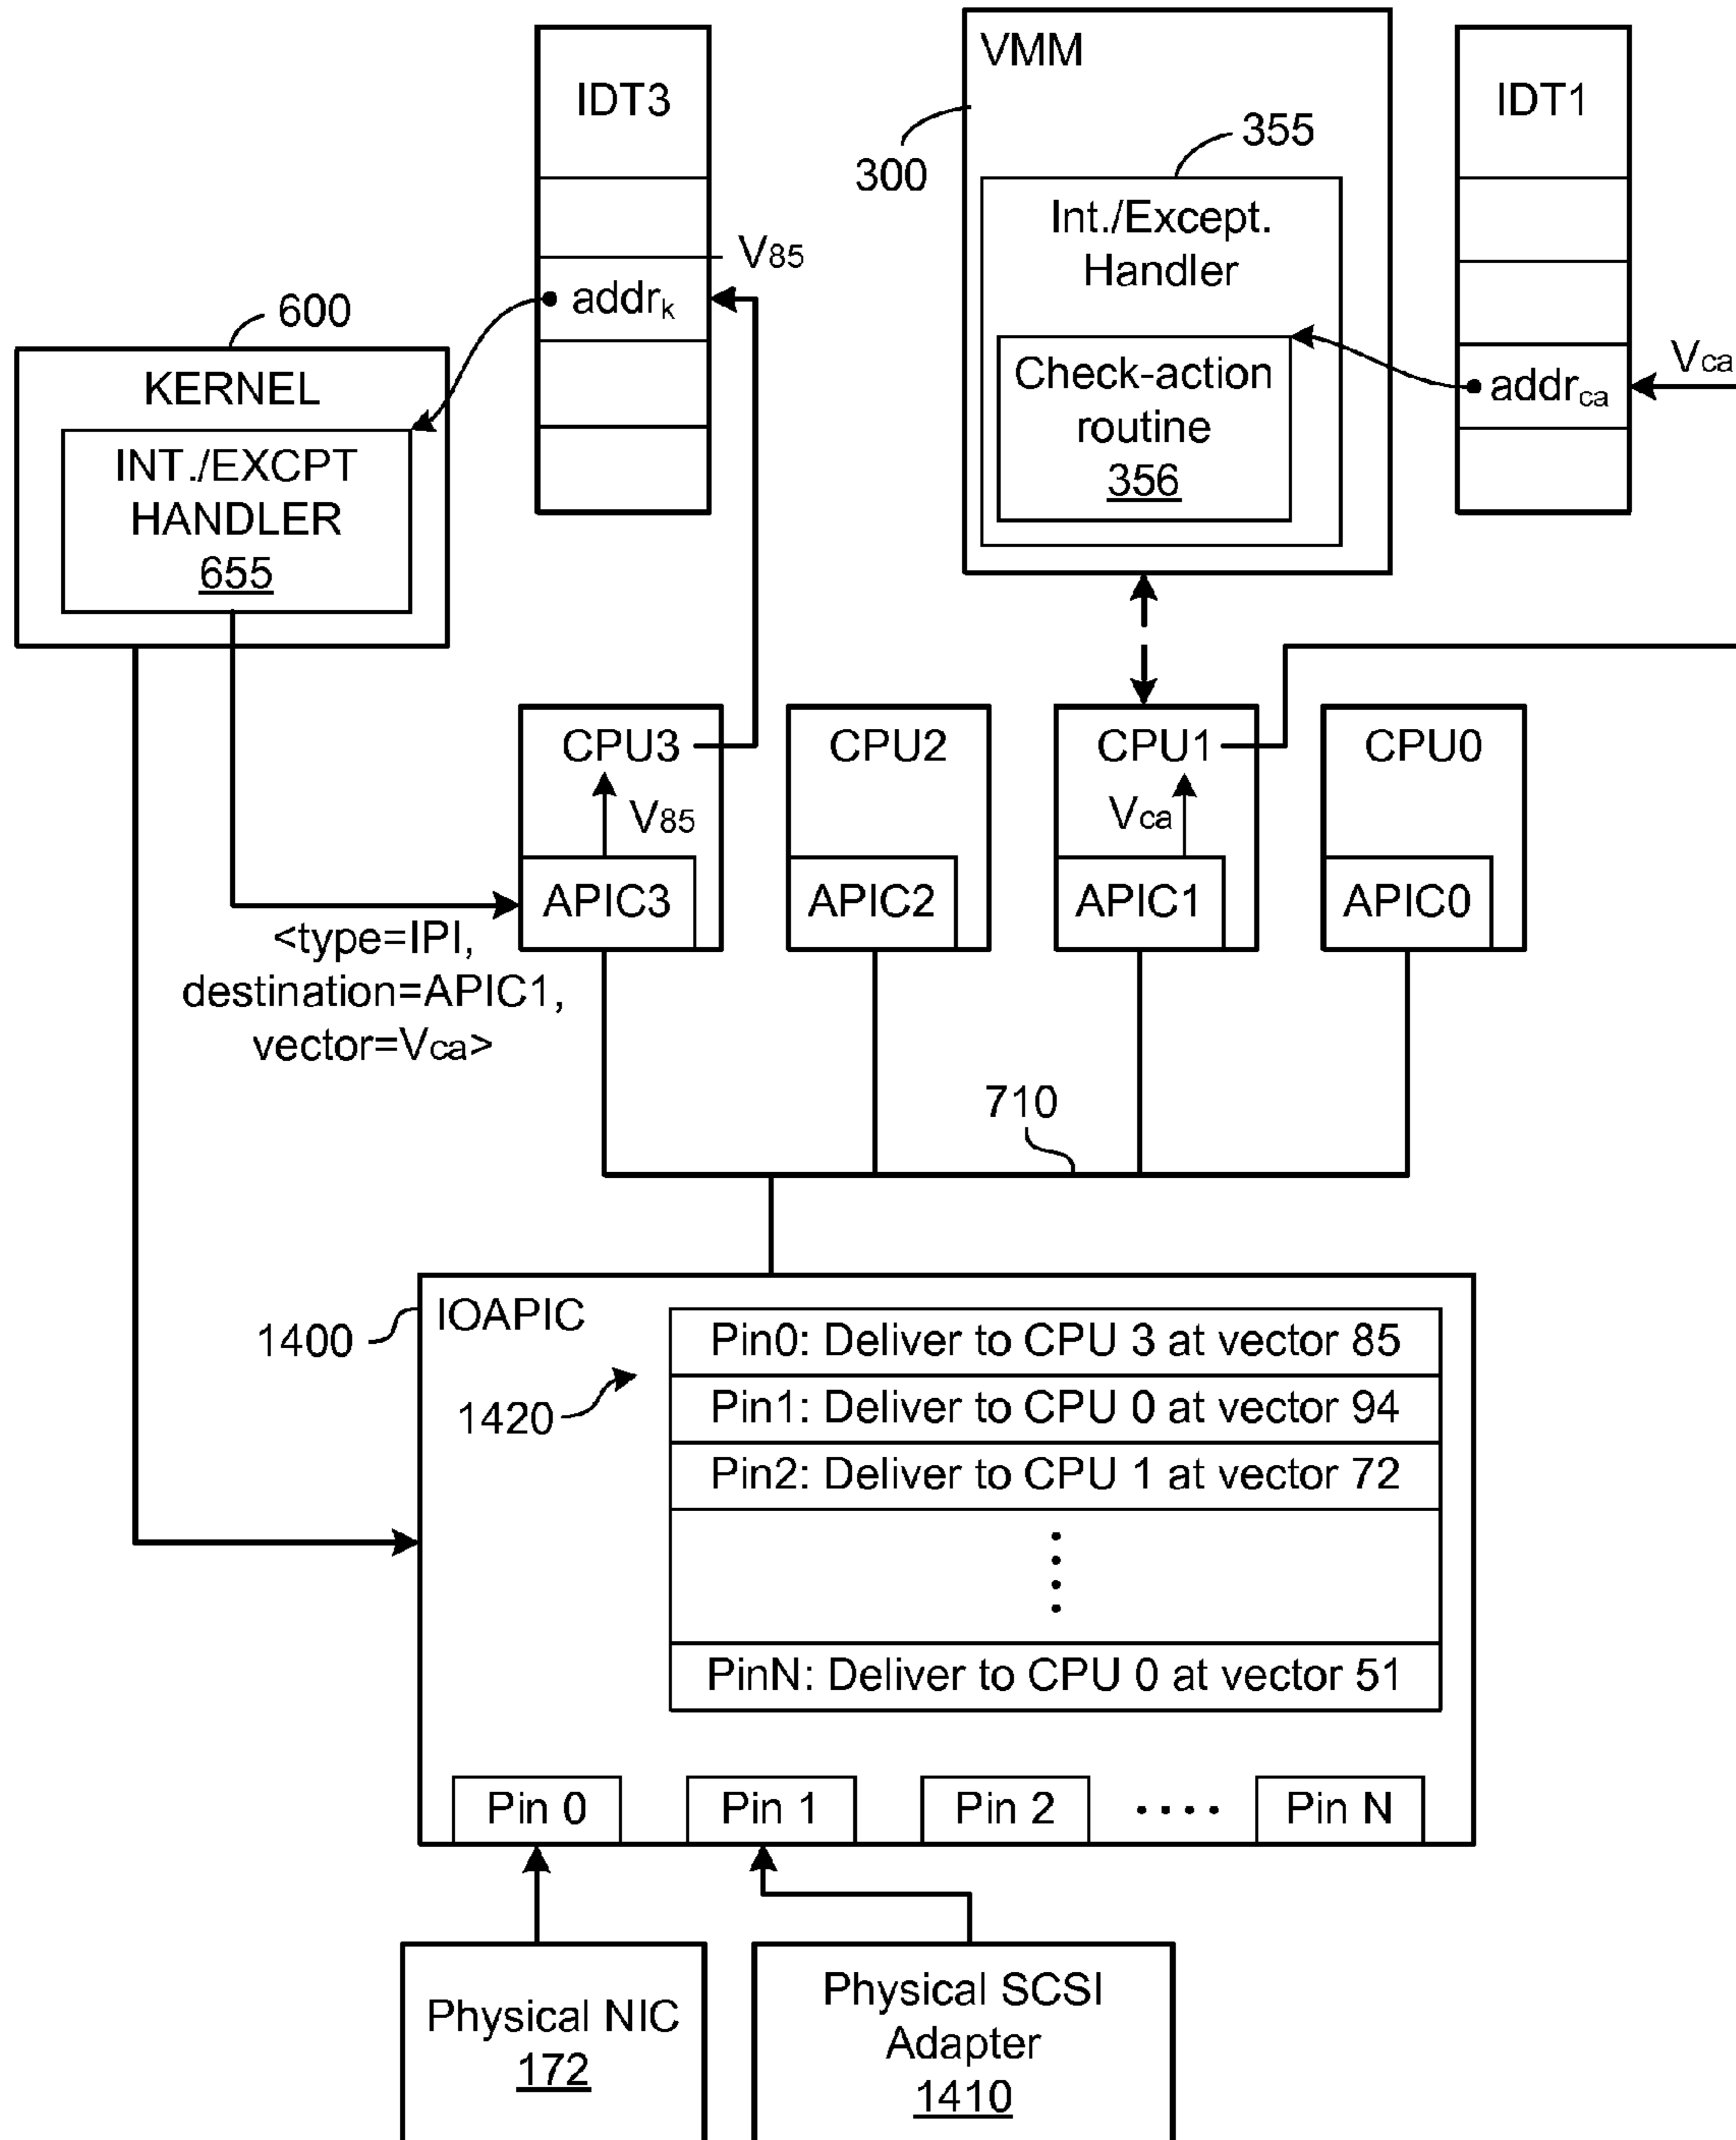 IDT3
VMM
IDT1
355
300
Int./Except.
Handler
V85
addrk
600
KERNEL
INT./EXCPT
HANDLER
655
Check-action
routine
356
Vca
addrca
CPU3
CPU2
CPU1
CPU0
V85
Vca
APIC3
APIC2
APIC1
APIC0
<type=IPI,
destination=APIC1,
vector=Vca>
710
IOAPIC
1400
1420
Pin0: Deliver to CPU 3 at vector 85
Pin1: Deliver to CPU 0 at vector 94
Pin2: Deliver to CPU 1 at vector 72
PinN: Deliver to CPU 0 at vector 51
Pin 0
Pin 1
Pin 2
Pin N
Physical NIC
172
Physical SCSI
Adapter
1410